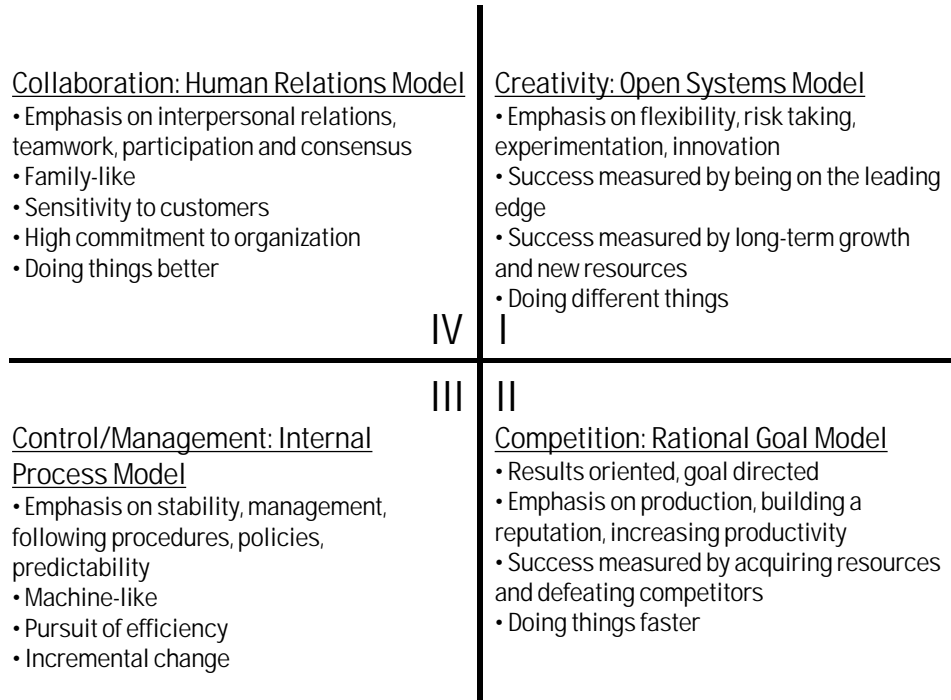 Collaboration: Human Relations Model
• Emphasis on interpersonal relations,
teamwork, participation and consensus
• Family-like
• Sensitivity to customers
• High commitment to organization
• Doing things better
IV
Creativity: Open Systems Model
• Emphasis on flexibility, risk taking,
experimentation, innovation
• Success measured by being on the leading
edge
• Success measured by long-term growth
and new resources
• Doing different things
I
III
Control/Management: Internal
Process Model
• Emphasis on stability, management,
following procedures, policies,
predictability
• Machine-like
• Pursuit of efficiency
• Incremental change
II
Competition: Rational Goal Model
• Results oriented, goal directed
• Emphasis on production, building a
reputation, increasing productivity
• Success measured by acquiring resources
and defeating competitors
• Doing things faster